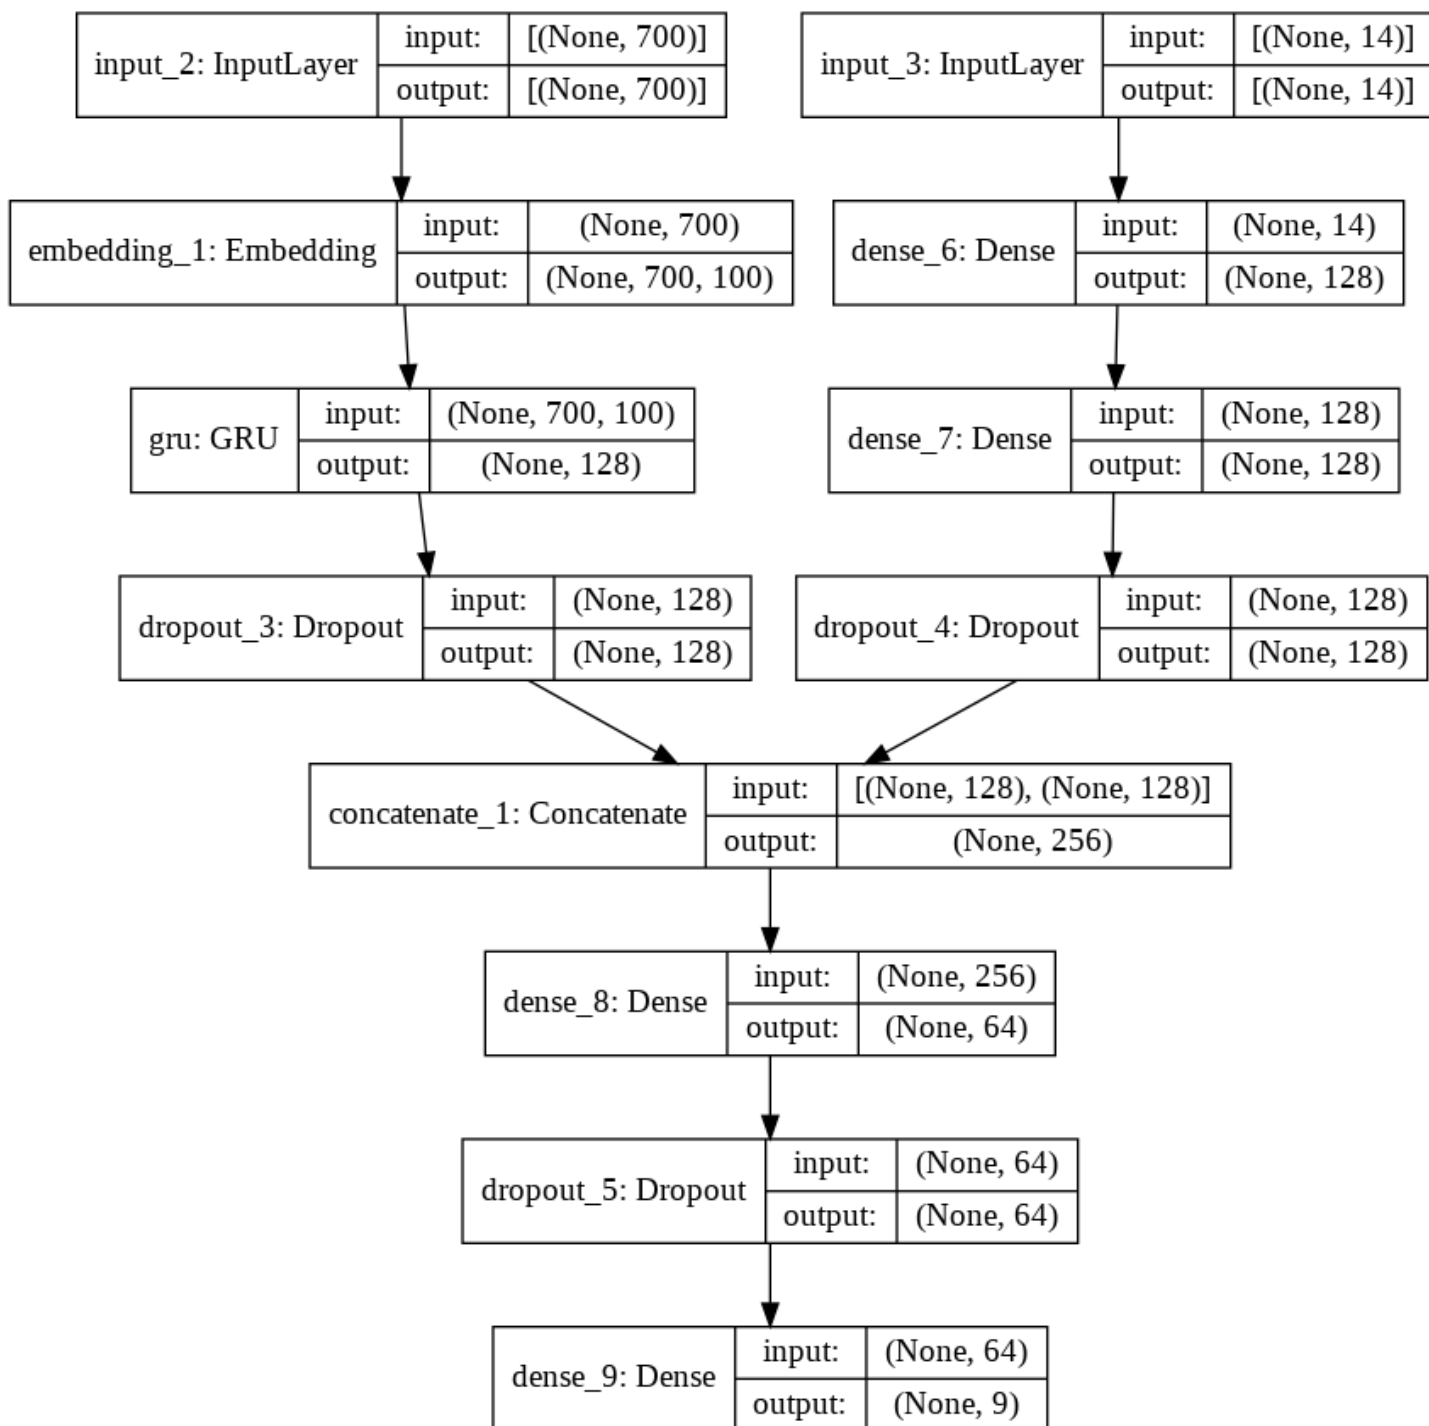 input_2: InputLayer
input: [(None, 700)]
output: [(None, 700)]
input_3: InputLayer
input: [(None, 14)]
output: [(None, 14)]
embedding_1: Embedding
input: (None, 700)
output: (None, 700, 100)
dense_6: Dense
input: (None, 14)
output: (None, 128)
gru: GRU
input: (None, 700, 100)
output: (None, 128)
dense_7: Dense
input: (None, 128)
output: (None, 128)
dropout_3: Dropout
input: (None, 128)
output: (None, 128)
dropout_4: Dropout
input: (None, 128)
output: (None, 128)
concatenate_1: Concatenate
input: [(None, 128), (None, 128)]
output: (None, 256)
dense_8: Dense
input: (None, 256)
output: (None, 64)
dropout_5: Dropout
input: (None, 64)
output: (None, 64)
dense_9: Dense
input: (None, 64)
output: (None, 9)